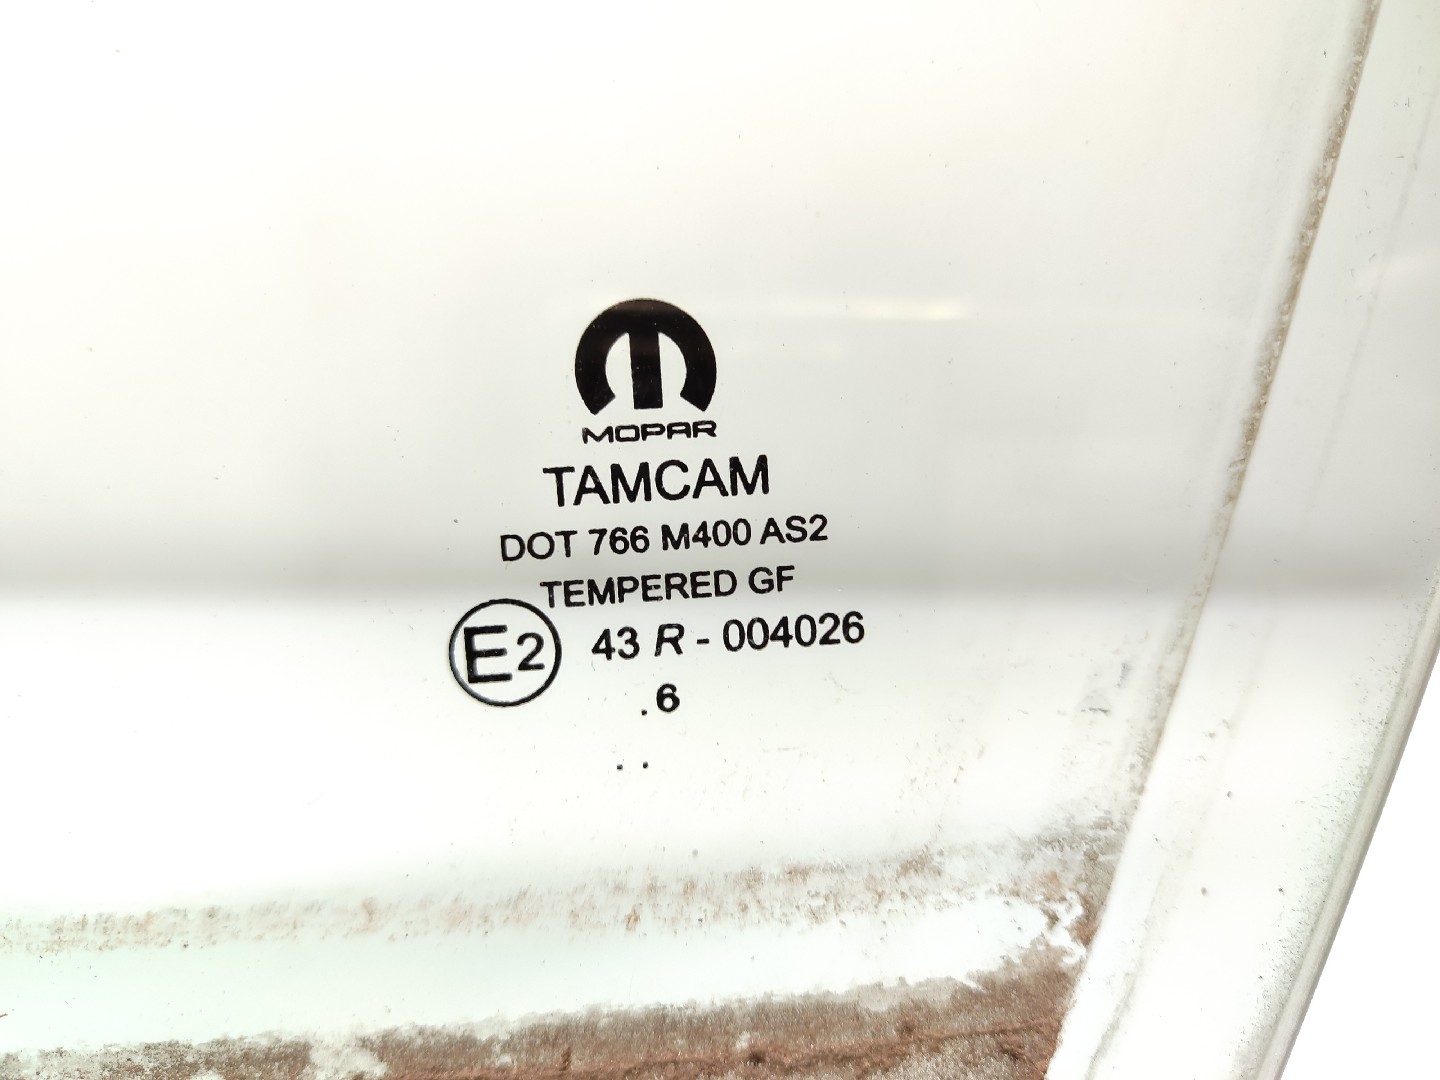 MOPAR
TAMCAM
DOT 766 M400 AS2
TEMPERED GF
E2 43 R - 004026
.6
..